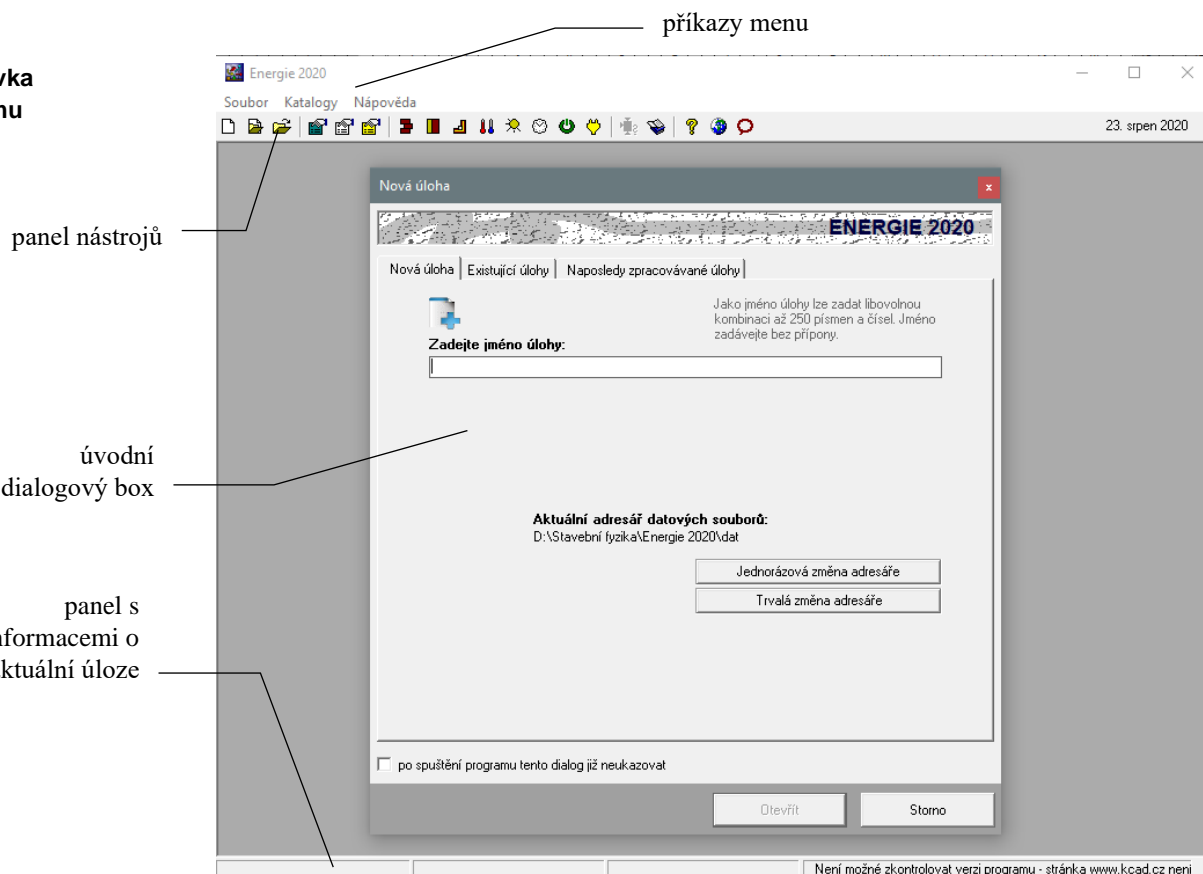 příkazy menu
vka
nu
Energie 2020
Soubor Katalogy Nápověda
23. srpen 2020
Nová úloha
ENERGIE 2020
panel nástrojů
Nová úloha Existující úlohy Naposledy zpracovávané úlohy
Jako jméno úlohy lze zadat libovolnou
kombinaci až 250 písmen a čísel. Jméno
zadávejte bez přípony.
Zadejte jméno úlohy:
úvodní
dialogový box
Aktuální adresář datových souborů:
D:\Stavební fyzika\Energie 2020\dat
Jednorázová změna adresáře
Trvalá změna adresáře
panel s
nformacemi o
ktuální úloze
po spuštění programu tento dialog již neukazovat
Otevřít Storno
Není možné zkontrolovat verzi programu - stránka www.kcad.cz není